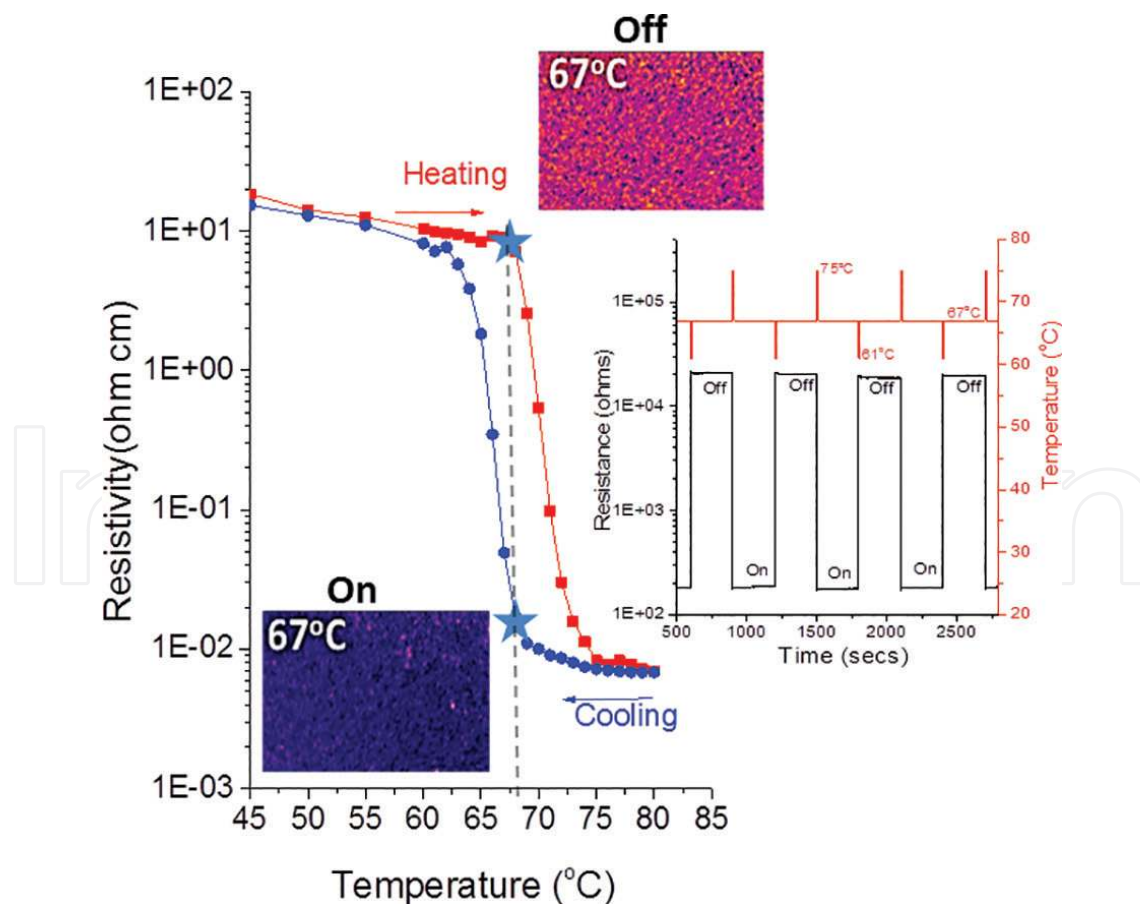 Off
67°C
1E+02
Heating
1E+01
1E+00
1E-01
1E-02
1E-03
Resistivity(ohm cm)
On
67°C
Cooling
45 50 55 60 65 70 75 80 85
Temperature (°C)
1E+05
1E+04
1E+03
1E+02
Resistance (ohms)
75°C
67°C
61°C
Off Off Off Off
On On On
80
70
60
50
40
30
20
Temperature (°C)
500 1000 1500 2000 2500
Time (secs)